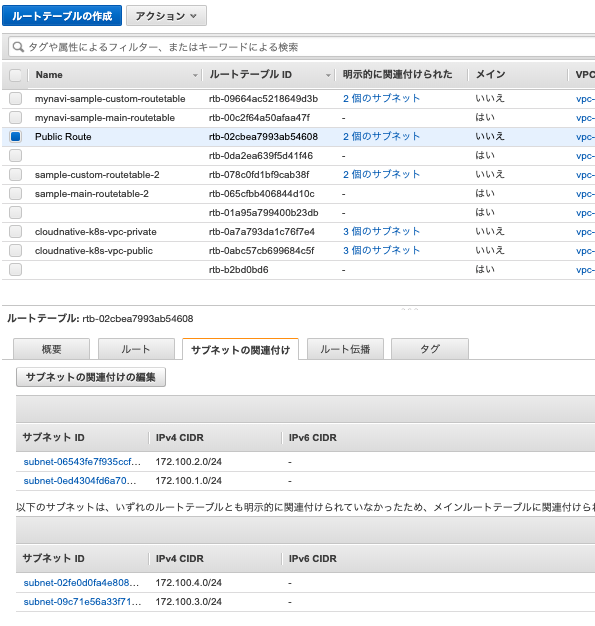 ルートテーブルの作成 アクション
タグや属性によるフィルター、またはキーワードによる検索
Name ルートテーブル ID 明示的に関連付けられた メイン VPC
mynavi-sample-custom-routetable rtb-09664ac5218649d3b 2 個のサブネット いいえ vpc-
mynavi-sample-main-routetable rtb-00c2f64a50afaa47f - はい vpc-
Public Route rtb-02cbea7993ab54608 2 個のサブネット いいえ vpc-
rtb-0da2ea639f5d41f46 - はい vpc-
sample-custom-routetable-2 rtb-078c0fd1bf9cab38f 2 個のサブネット いいえ vpc-
sample-main-routetable-2 rtb-065cfbb406844d10c - はい vpc-
rtb-01a95a799400b23db - はい vpc-
cloudnative-k8s-vpc-private rtb-0a7a793da1c76f7e4 3 個のサブネット いいえ vpc-
cloudnative-k8s-vpc-public rtb-0abc57cb699684c5f 3 個のサブネット いいえ vpc-
rtb-b2bd0bd6 - はい vpc-
ルートテーブル: rtb-02cbea7993ab54608
概要 ルート サブネットの関連付け ルート伝播 タグ
サブネットの関連付けの編集
サブネット ID IPv4 CIDR IPv6 CIDR
subnet-06543fe7f935ccf... 172.100.2.0/24 -
subnet-0ed4304fd6a70... 172.100.1.0/24 -
以下のサブネットは、いずれのルートテーブルとも明示的に関連付けられていなかったため、メインルートテーブルに関連付けら
サブネット ID IPv4 CIDR IPv6 CIDR
subnet-02fe0d0fa4e808... 172.100.4.0/24 -
subnet-09c71e56a33f71... 172.100.3.0/24 -